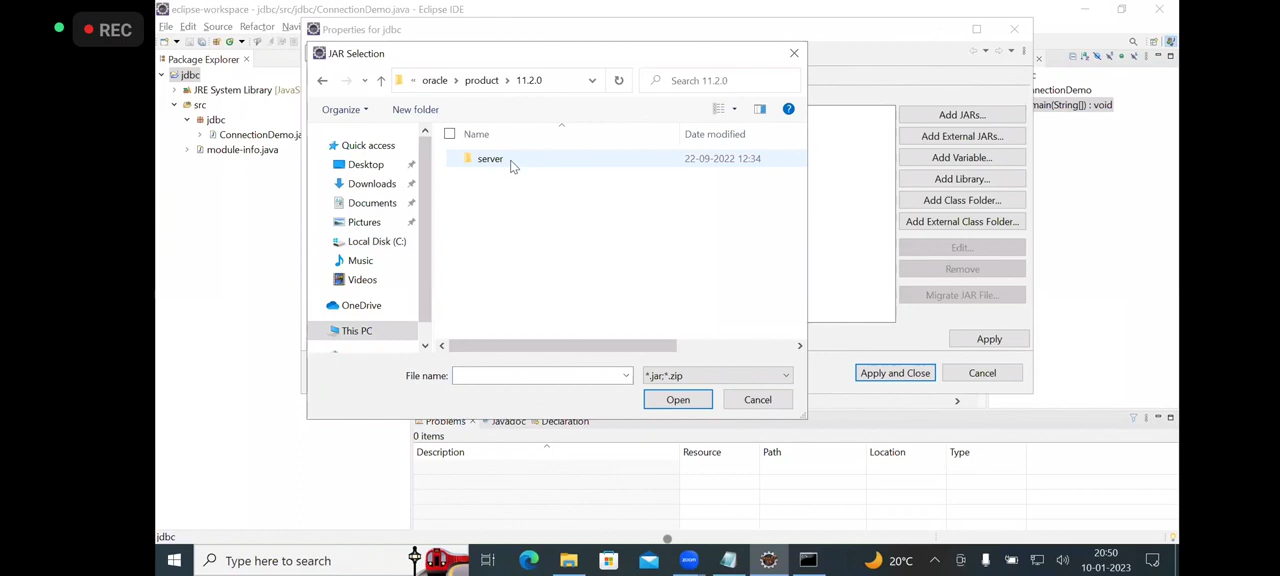 REC
eclipse-workspace - jdbc/src/jdbc/ConnectionDemo.java - Eclipse IDE
File Edit Source Refactor Navi
Properties for jdbc
Package Explorer
jdbc
JRE System Library [JavaS
src
jdbc
ConnectionDemo.ja
module-info.java
JAR Selection
« oracle > product > 11.2.0
Search 11.2.0
Organize
New folder
Name
Date modified
server
22-09-2022 12:34
Quick access
Desktop
Downloads
Documents
Pictures
Local Disk (C:)
Music
Videos
OneDrive
This PC
File name:
*.jar;*.zip
Open
Cancel
Add JARs...
Add External JARs...
Add Variable...
Add Library...
Add Class Folder...
Add External Class Folder...
Edit...
Remove
Migrate JAR File...
Apply
Apply and Close
Cancel
nnectionDemo
main(String[]) : void
Problems
Javadoc
Declaration
0 items
Description
Resource
Path
Location
Type
jdbc
Type here to search
zoom
20°C
20:50
10-01-2023